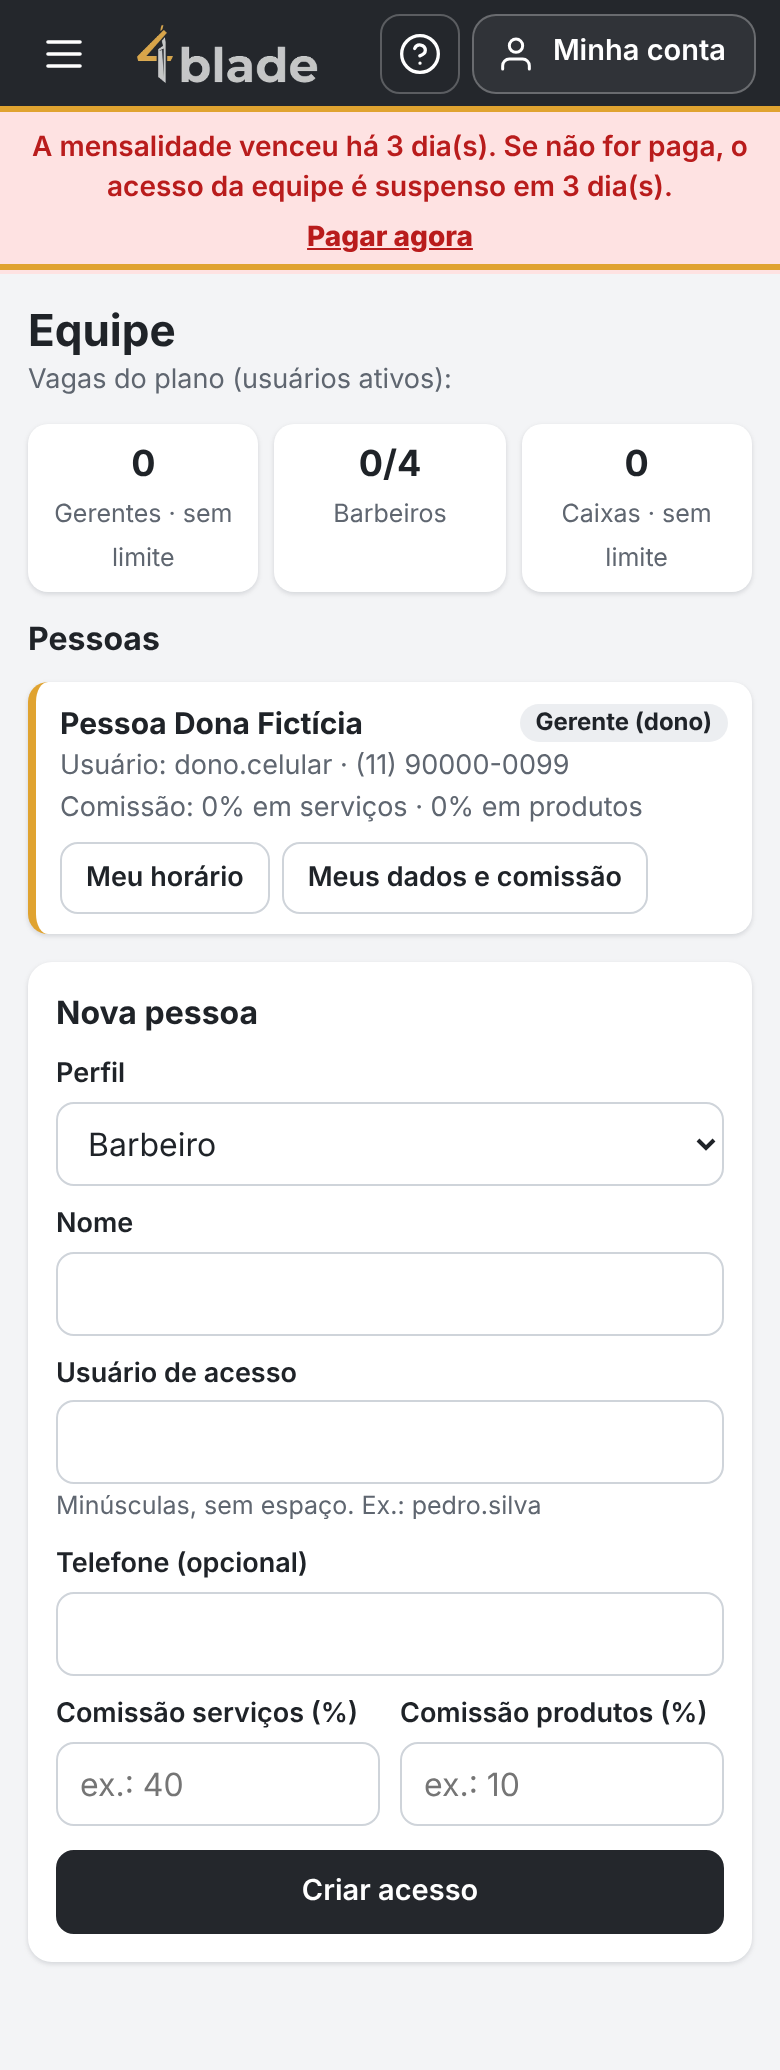 4blade
Minha conta
A mensalidade venceu há 3 dia(s). Se não for paga, o
acesso da equipe é suspenso em 3 dia(s).
Pagar agora
Equipe
Vagas do plano (usuários ativos):
0
Gerentes · sem
limite
0/4
Barbeiros
0
Caixas · sem
limite
Pessoas
Pessoa Dona Fictícia
Gerente (dono)
Usuário: dono.celular · (11) 90000-0099
Comissão: 0% em serviços · 0% em produtos
Meu horário
Meus dados e comissão
Nova pessoa
Perfil
Barbeiro
Nome
Usuário de acesso
Minúsculas, sem espaço. Ex.: pedro.silva
Telefone (opcional)
Comissão serviços (%)
Comissão produtos (%)
ex.: 40
ex.: 10
Criar acesso